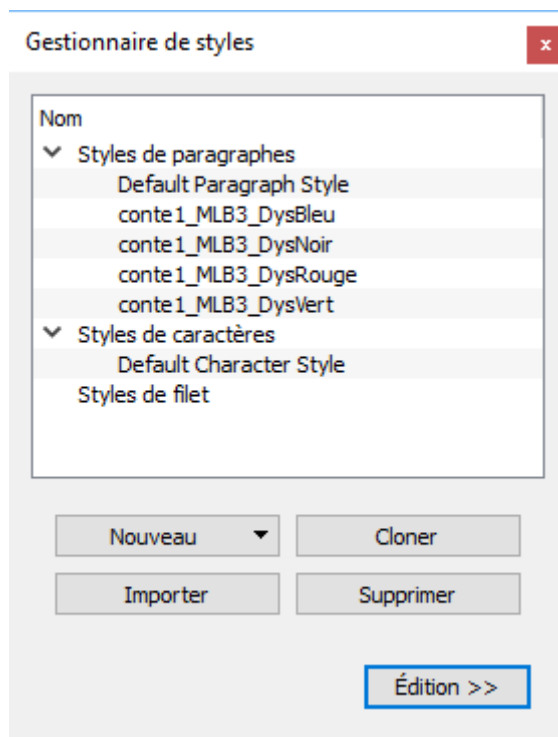 Gestionnaire de styles
x
Nom
Styles de paragraphes
Default Paragraph Style
conte1_MLB3_DysBleu
conte1_MLB3_DysNoir
conte1_MLB3_DysRouge
conte1_MLB3_DysVert
Styles de caractères
Default Character Style
Styles de filet
Nouveau
Cloner
Importer
Supprimer
Édition >>